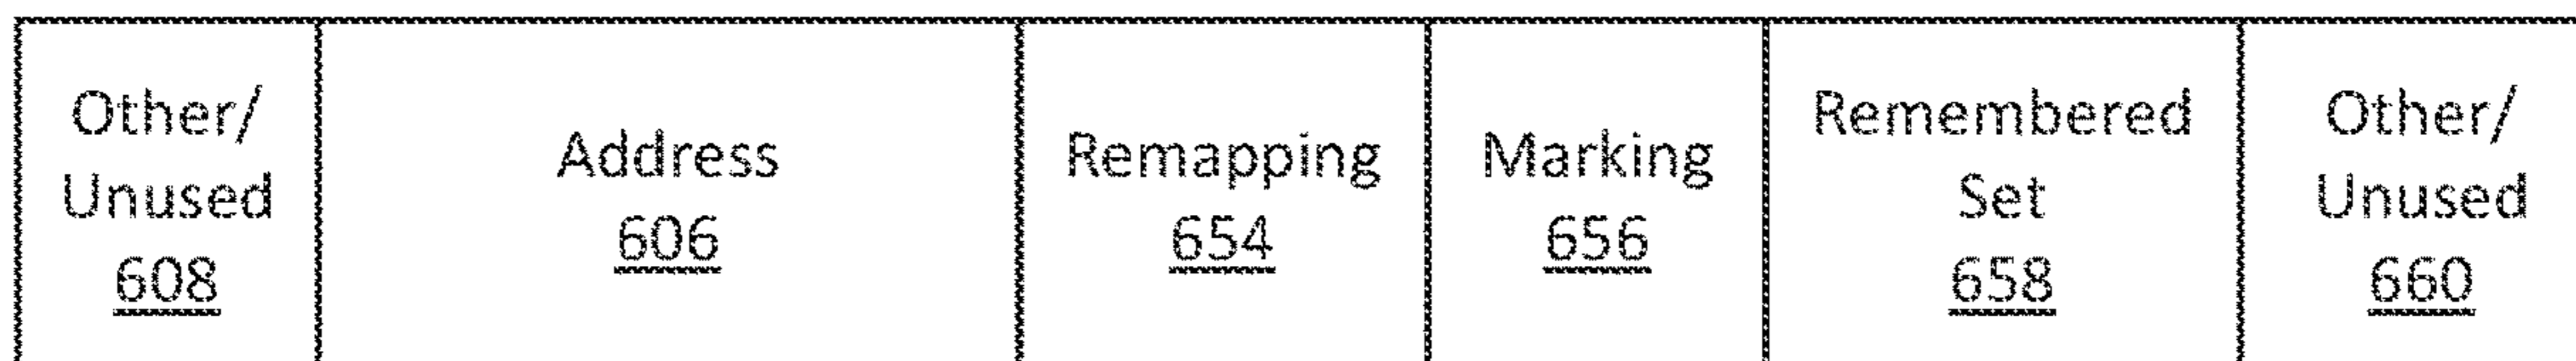 Other/
Unused
608
Address
606
Remapping
654
Marking
656
Remembered
Set
658
Other/
Unused
660